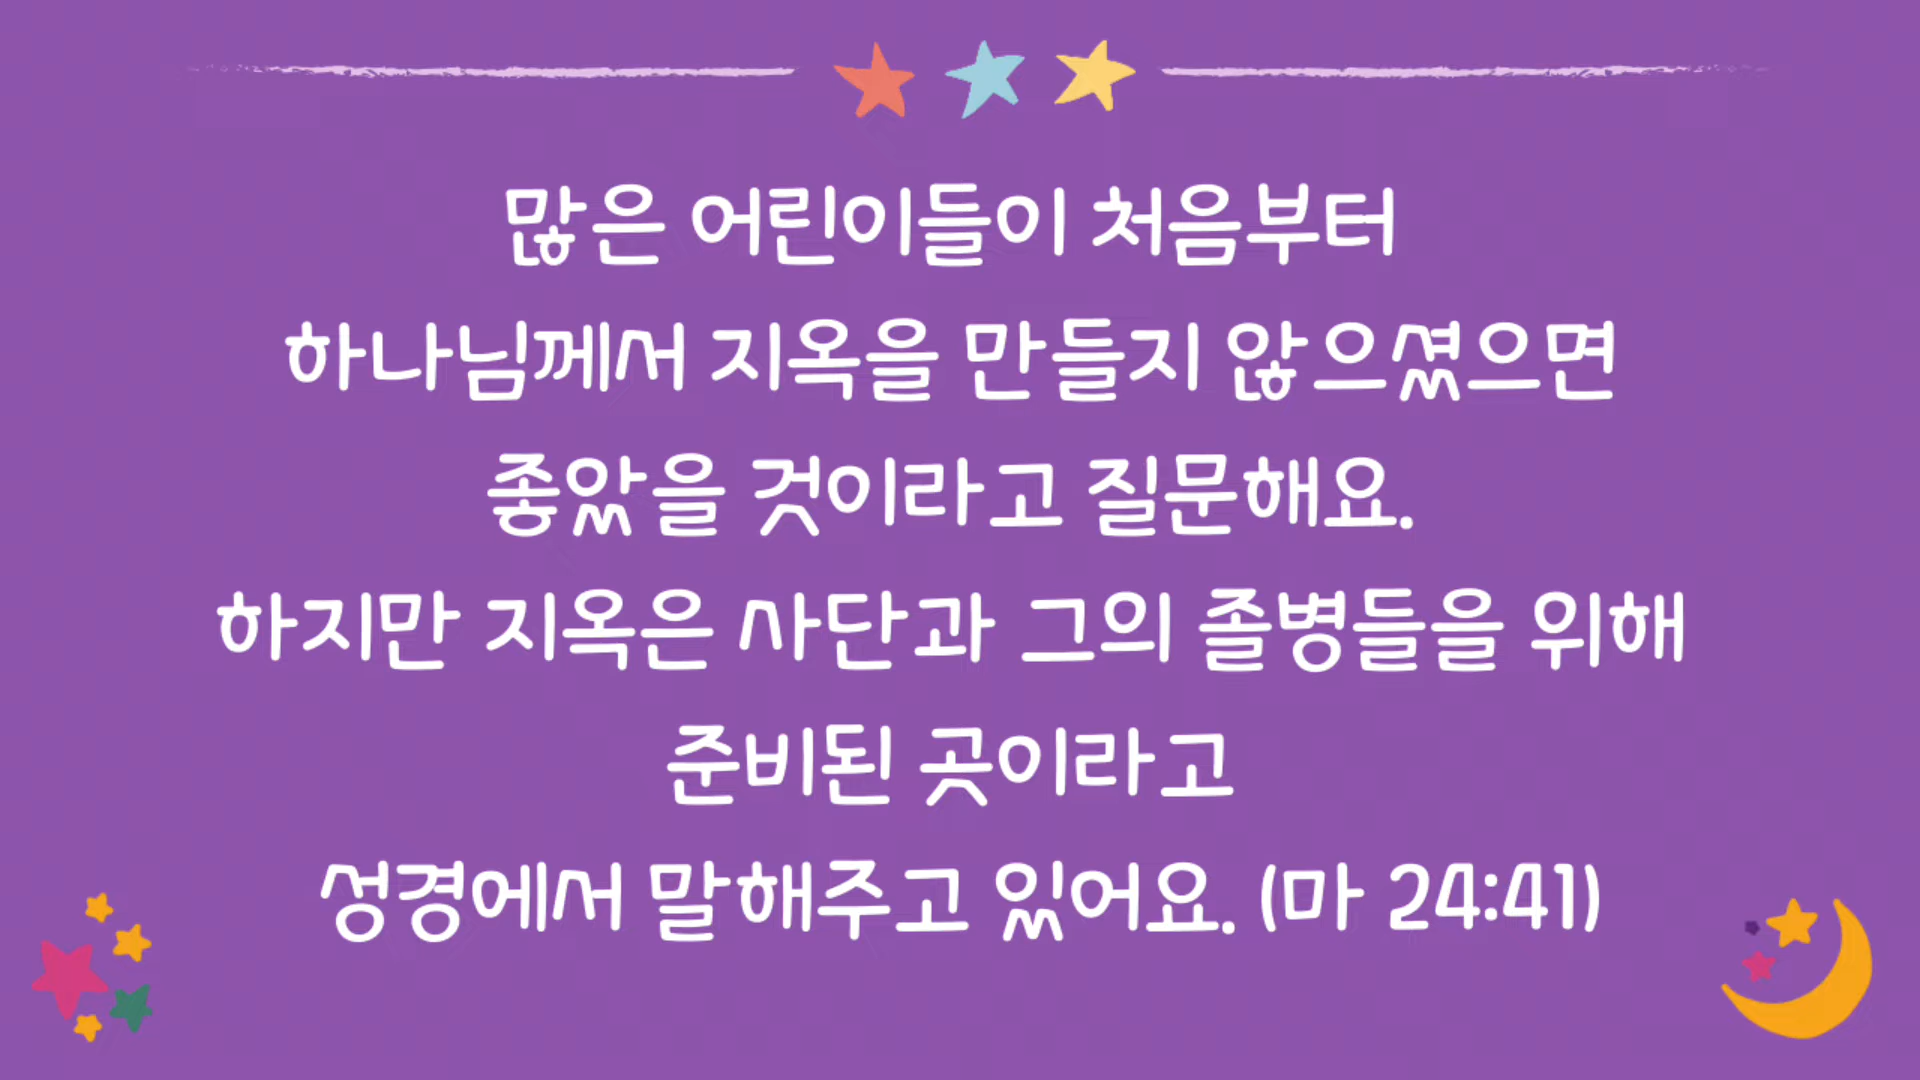 많은 어린이들이 처음부터
하나님께서 지옥을 만들지 않으셨으면
좋았을 것이라고 질문해요.
하지만 지옥은 사단과 그의 졸병들을 위해
준비된 곳이라고
성경에서 말해주고 있어요. (마 24:41)